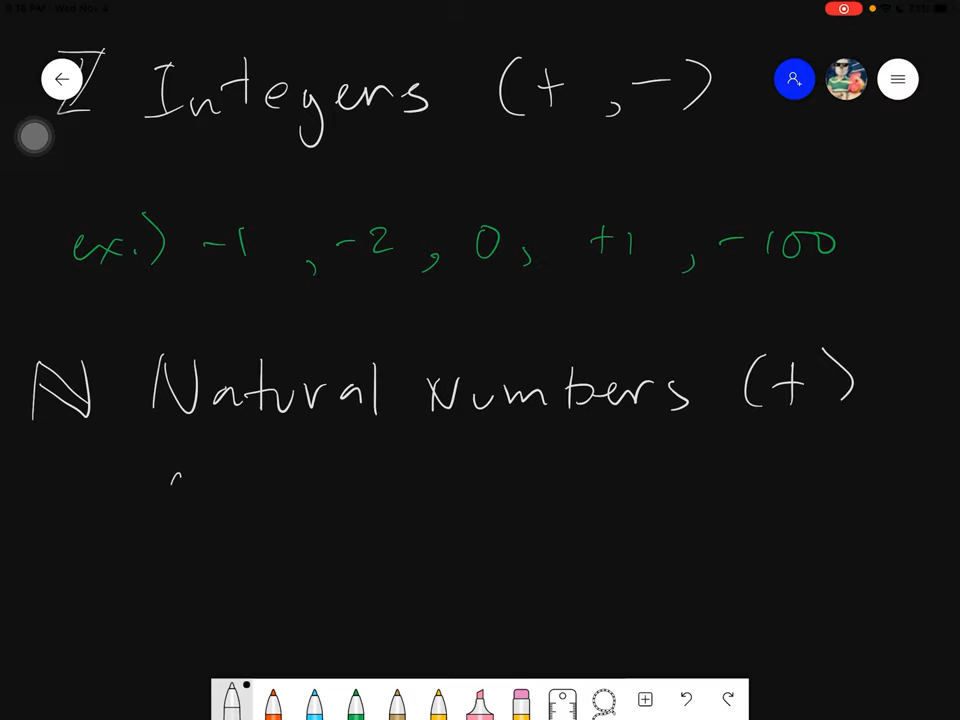 ℤ Integers (+, -)
ex.) -1, -2, 0, +1, -100
ℕ Natural Numbers (+)